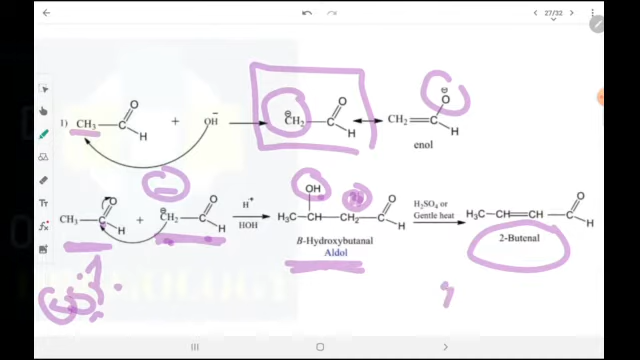 27/32
1) CH₃ — C O H + OH⁻ ⊖CH₂ — C O H CH₂ = C O⊖ H
enol
CH₃ — C O H + ⊖CH₂ — C O H H⁺ HOH H₃C OH CH₂ — C O H H₂SO₄ or Gentle heat H₃C — CH = CH — C O H
B-Hydroxybutanal
Aldol
2-Butenal
Tт